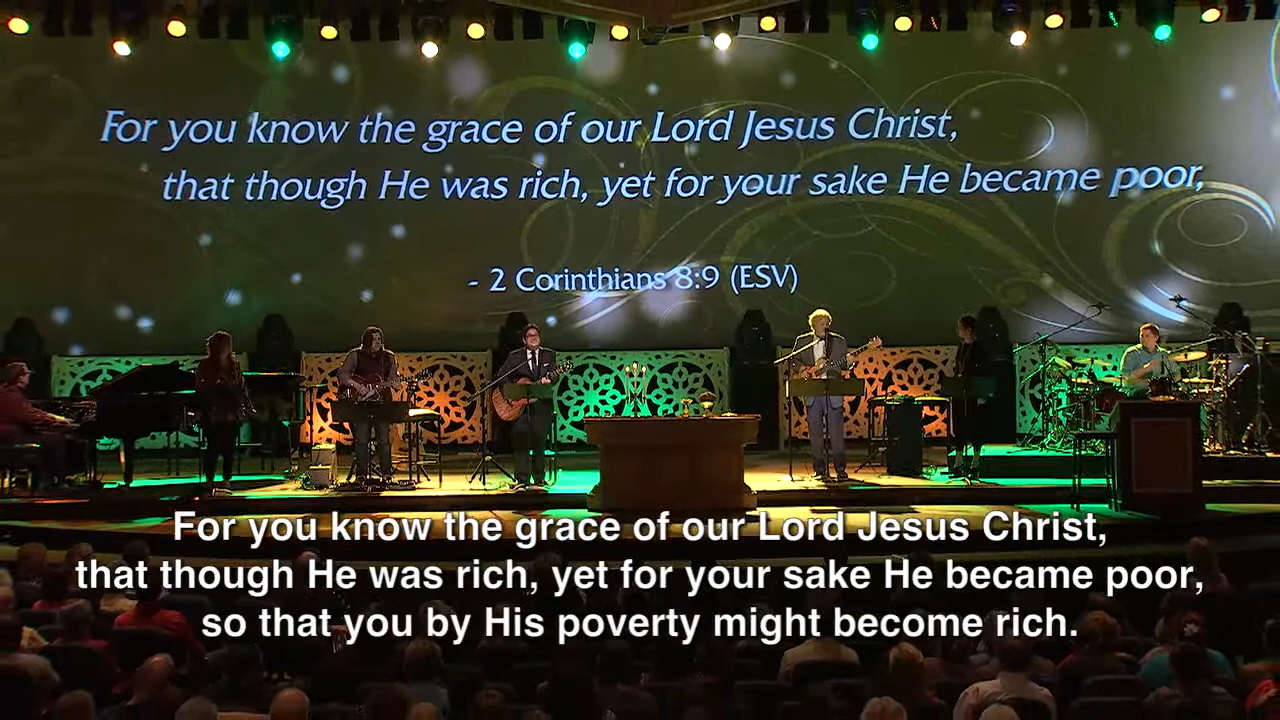 For you know the grace of our Lord Jesus Christ,
that though He was rich, yet for your sake He became poor,
- 2 Corinthians 8:9 (ESV)
For you know the grace of our Lord Jesus Christ,
that though He was rich, yet for your sake He became poor,
so that you by His poverty might become rich.